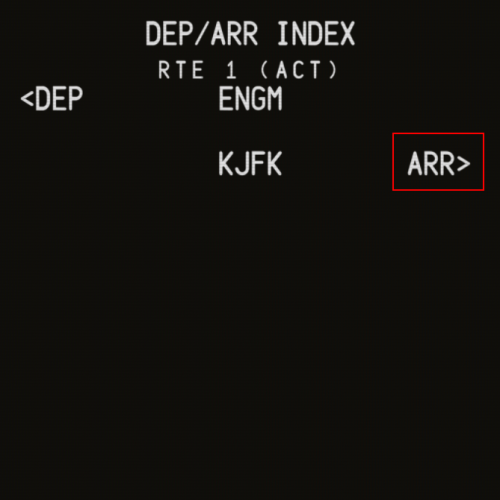 DEP/ARR INDEX
RTE 1 (ACT)
<DEP ENGM
KJFK ARR>